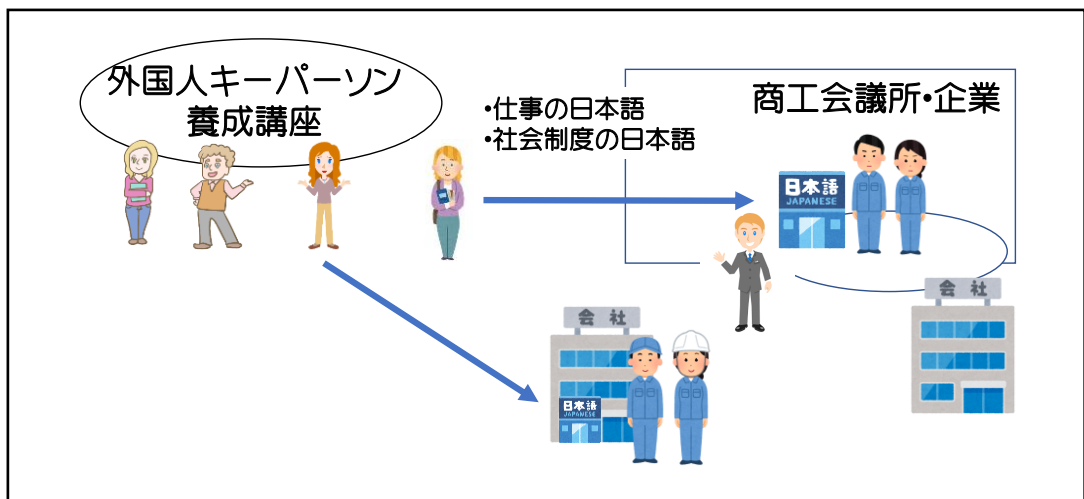 外国人キーパーソン
養成講座
•仕事の日本語
•社会制度の日本語
商工会議所•企業
日本語
JAPANESE
会社
会社
日本語
JAPANESE